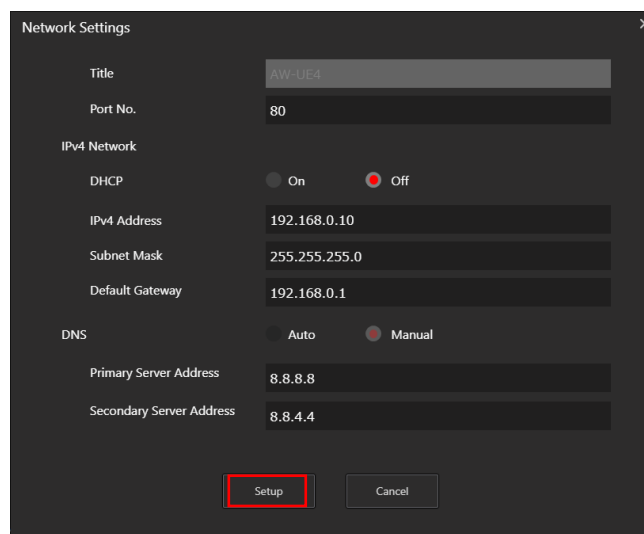 Network Settings
Title AW-UE4
Port No. 80
IPv4 Network
DHCP On Off
IPv4 Address 192.168.0.10
Subnet Mask 255.255.255.0
Default Gateway 192.168.0.1
DNS Auto Manual
Primary Server Address 8.8.8.8
Secondary Server Address 8.8.4.4
Setup Cancel